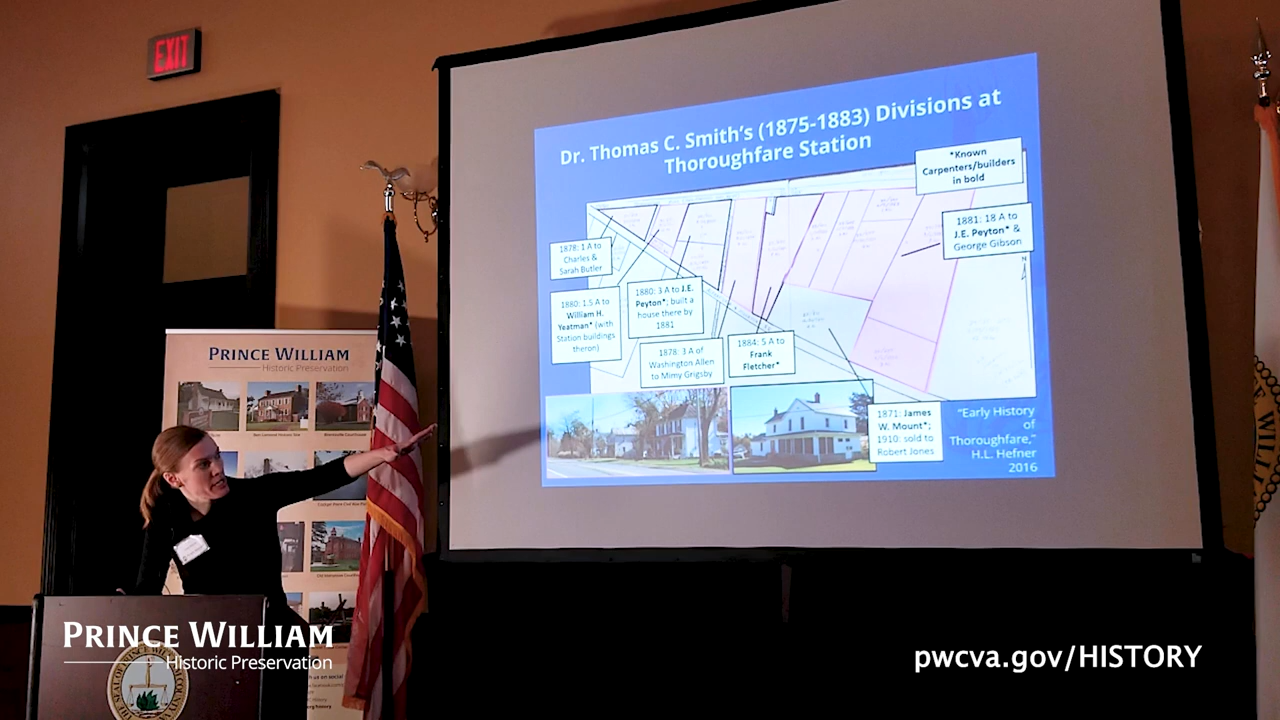 EXIT
Dr. Thomas C. Smith's (1875-1883) Divisions at
Thoroughfare Station
*Known
Carpenters/builders
in bold
1881: 18 A to
J.E. Peyton* &
George Gibson
N
1878: 1 A to
Charles &
Sarah Butler
1880: 1.5 A to
William H.
Yeatman* (with
Station buildings
theron)
1880: 3 A to J.E.
Peyton*; built a
house there by
1881
1878: 3 A of
Washington Allen
to Mimy Grigsby
1884: 5 A to
Frank
Fletcher*
1871: James
W. Mount*;
1910: sold to
Robert Jones
"Early History
of
Thoroughfare,"
H.L. Hefner
2016
PRINCE WILLIAM
Historic Preservation
PRINCE WILLIAM
Historic Preservation
pwcva.gov/HISTORY